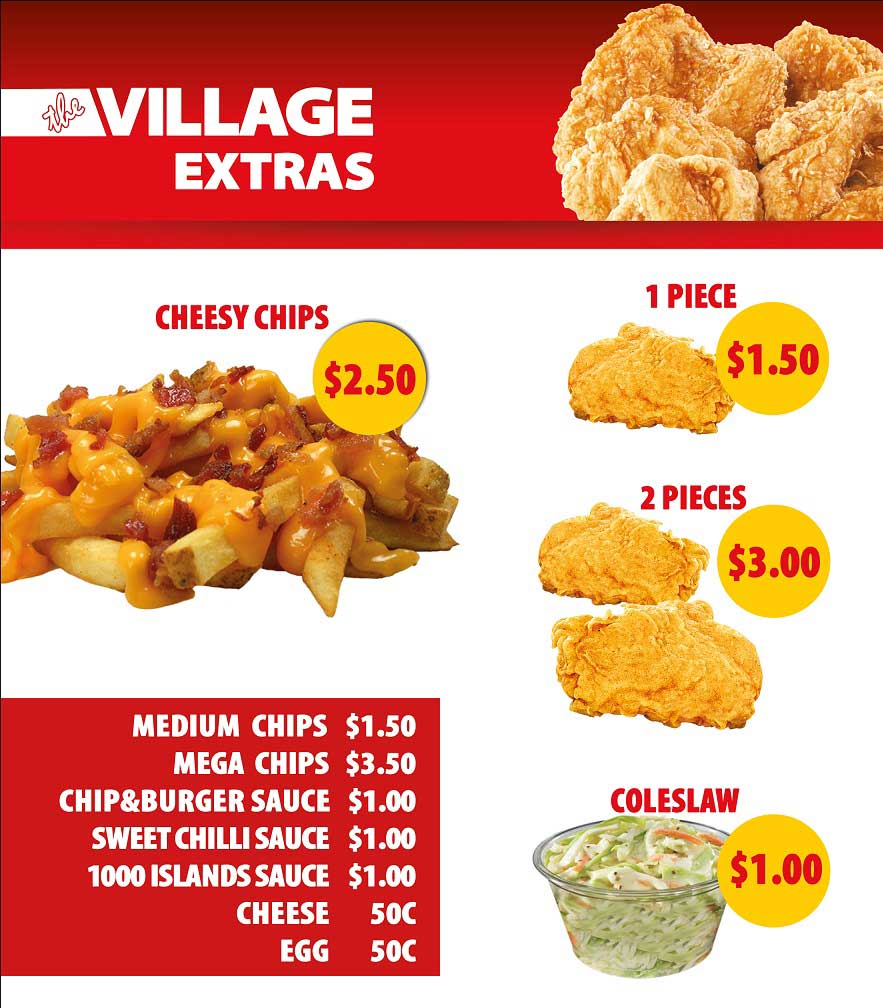 the VILLAGE
EXTRAS
CHEESY CHIPS
$2.50
1 PIECE
$1.50
2 PIECES
$3.00
MEDIUM CHIPS $1.50
MEGA CHIPS $3.50
CHIP&BURGER SAUCE $1.00
SWEET CHILLI SAUCE $1.00
1000 ISLANDS SAUCE $1.00
CHEESE 50C
EGG 50C
COLESLAW
$1.00